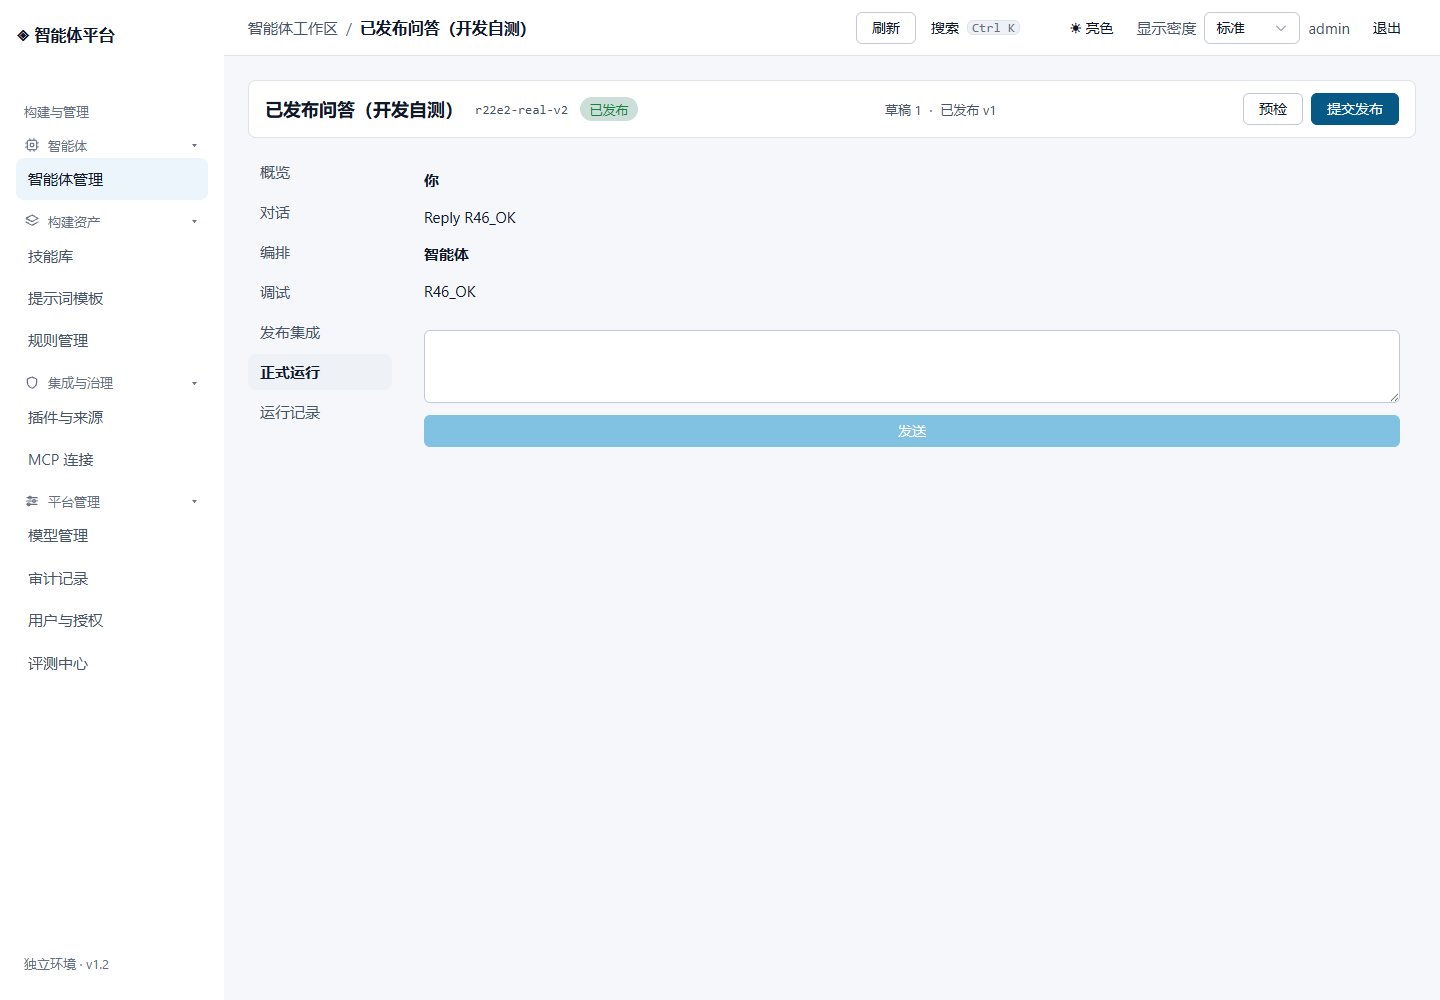 ◈ 智能体平台
智能体工作区 / 已发布问答（开发自测）
刷新
搜索 Ctrl K
☀ 亮色
显示密度
标准
admin
退出
构建与管理
智能体
智能体管理
构建资产
技能库
提示词模板
规则管理
集成与治理
插件与来源
MCP 连接
平台管理
模型管理
审计记录
用户与授权
评测中心
独立环境 · v1.2
已发布问答（开发自测） r22e2-real-v2 已发布
草稿 1 · 已发布 v1
预检
提交发布
概览
对话
编排
调试
发布集成
正式运行
运行记录
你
Reply R46_OK
智能体
R46_OK
发送